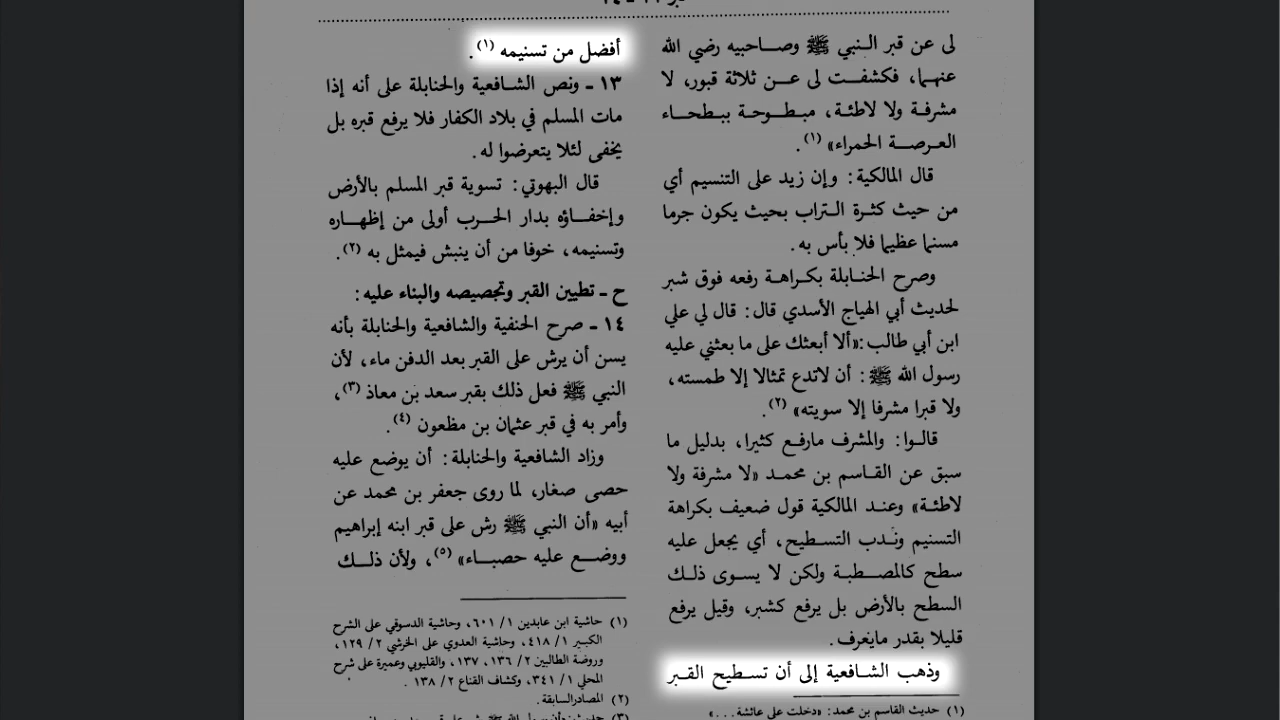 لى عن قبر النبي ﷺ وصاحبيه رضي الله
عنهما، فكشفت لى عن ثلاثة قبور، لا
مشرفة ولا لاطئة، مبطوحة ببطحاء
العرصة الحمراء» (١).
قال المالكية: وإن زيد على التنسيم أي
من حيث كثرة التراب بحيث يكون جرما
مسنما عظيما فلا بأس به.
وصرح الحنابلة بكراهة رفعه فوق شبر
لحديث أبي الهياج الأسدي قال: قال لي علي
ابن أبي طالب:«ألا أبعثك على ما بعثني عليه
رسول الله ﷺ: أن لاتدع تمثالا إلا طمسته،
ولا قبرا مشرفا إلا سويته» (٢).
قالوا: والمشرف مارفع كثيرا، بدليل ما
سبق عن القاسم بن محمد «لا مشرفة ولا
لاطئة» وعند المالكية قول ضعيف بكراهة
التسنيم وندب التسطيح، أي يجعل عليه
سطح كالمصطبة ولكن لا يسوى ذلك
السطح بالأرض بل يرفع كشبر، وقيل يرفع
قليلا بقدر مايعرف.
وذهب الشافعية إلى أن تسطيح القبر
(١) حديث القاسم بن محمد: «دخلت على عائشة...»
أفضل من تسنيمه (١).
١٣ - ونص الشافعية والحنابلة على أنه إذا
مات المسلم في بلاد الكفار فلا يرفع قبره بل
يخفى لئلا يتعرضوا له.
قال البهوتي: تسوية قبر المسلم بالأرض
وإخفاؤه بدار الحرب أولى من إظهاره
وتسنيمه، خوفا من أن ينبش فيمثل به (٢).
ح - تطيين القبر وتجصيصه والبناء عليه:
١٤ - صرح الحنفية والشافعية والحنابلة بأنه
يسن أن يرش على القبر بعد الدفن ماء، لأن
النبي ﷺ فعل ذلك بقبر سعد بن معاذ (٣)،
وأمر به في قبر عثمان بن مظعون (٤).
وزاد الشافعية والحنابلة: أن يوضع عليه
حصى صغار، لما روى جعفر بن محمد عن
أبيه «أن النبي ﷺ رش على قبر ابنه إبراهيم
ووضع عليه حصباء» (٥)، ولأن ذلك
(١) حاشية ابن عابدين ١/ ٦٠١، وحاشية الدسوقي على الشرح
الكبير ١/ ٤١٨، وحاشية العدوي على الخرشي ٢/ ١٢٩،
وروضة الطالبين ٢/ ١٣٦، ١٣٧، والقليوبي وعميرة على شرح
المحلي ١/ ٣٤١، وكشاف القناع ٢/ ١٣٨.
(٢) المصادر السابقة.